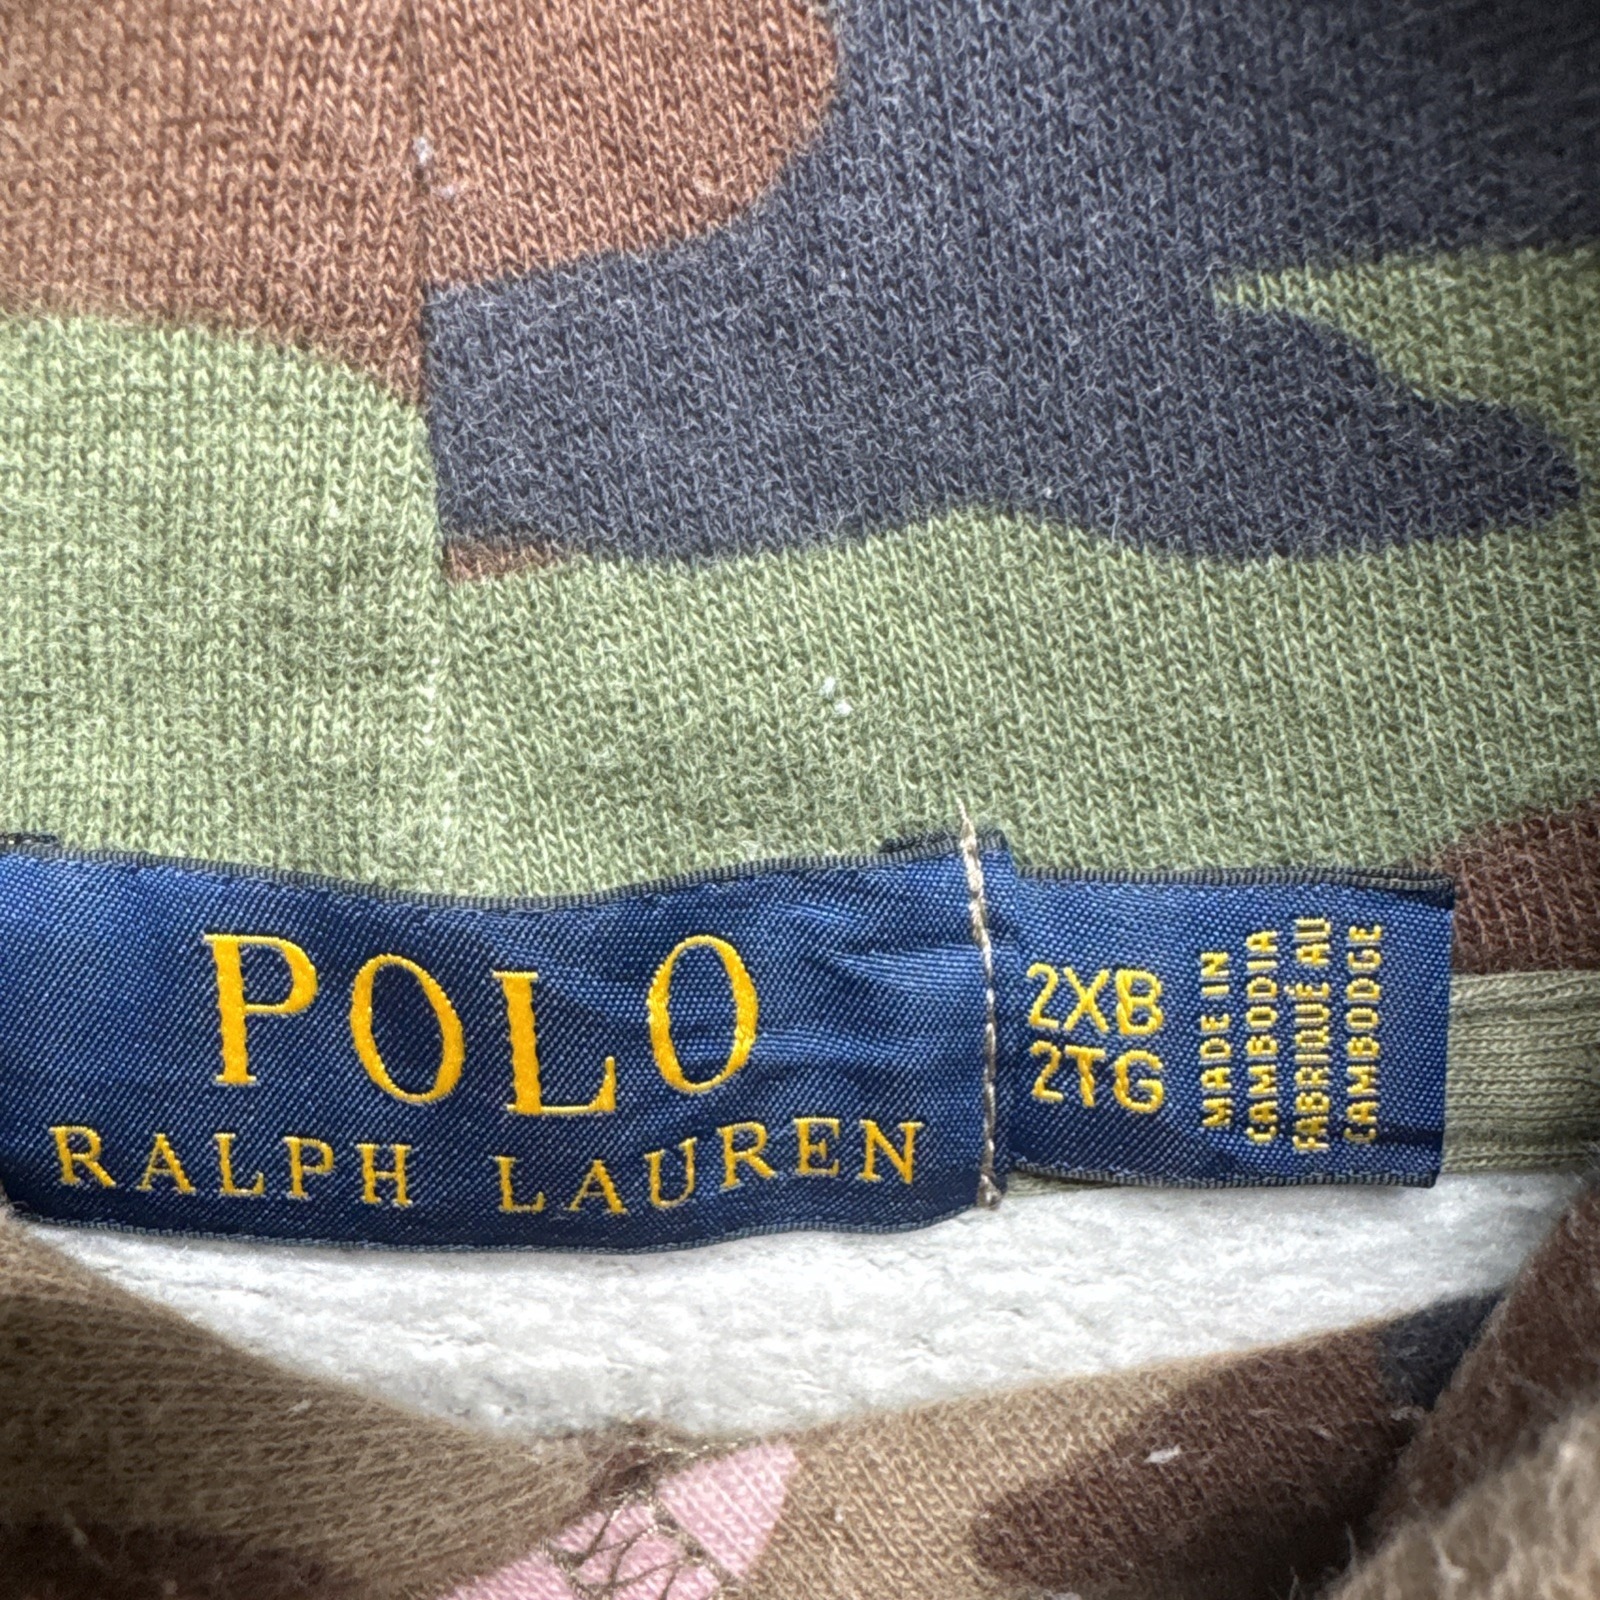 POLO
RALPH LAUREN
2XB
2TG
MADE IN
CAMBODIA
FABRIQUÉ AU
CAMBODGE